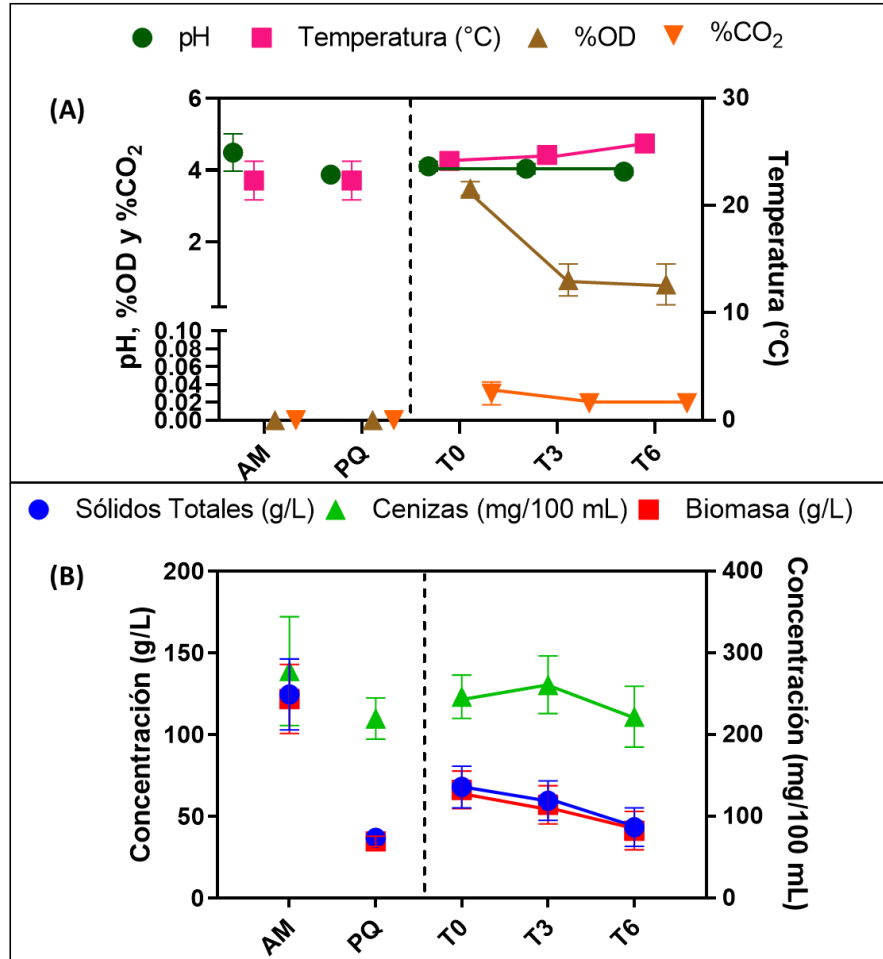 pH Temperatura (°C) %OD %CO₂
(A)
pH, %OD y %CO₂
6
4
2
0.10
0.08
0.06
0.04
0.02
0.00
30
20
10
0
Temperatura (°C)
AM PQ T0 T3 T6
Sólidos Totales (g/L) Cenizas (mg/100 mL) Biomasa (g/L)
(B)
Concentración (g/L)
200
150
100
50
0
400
300
200
100
0
Concentración (mg/100 mL)
AM PQ T0 T3 T6